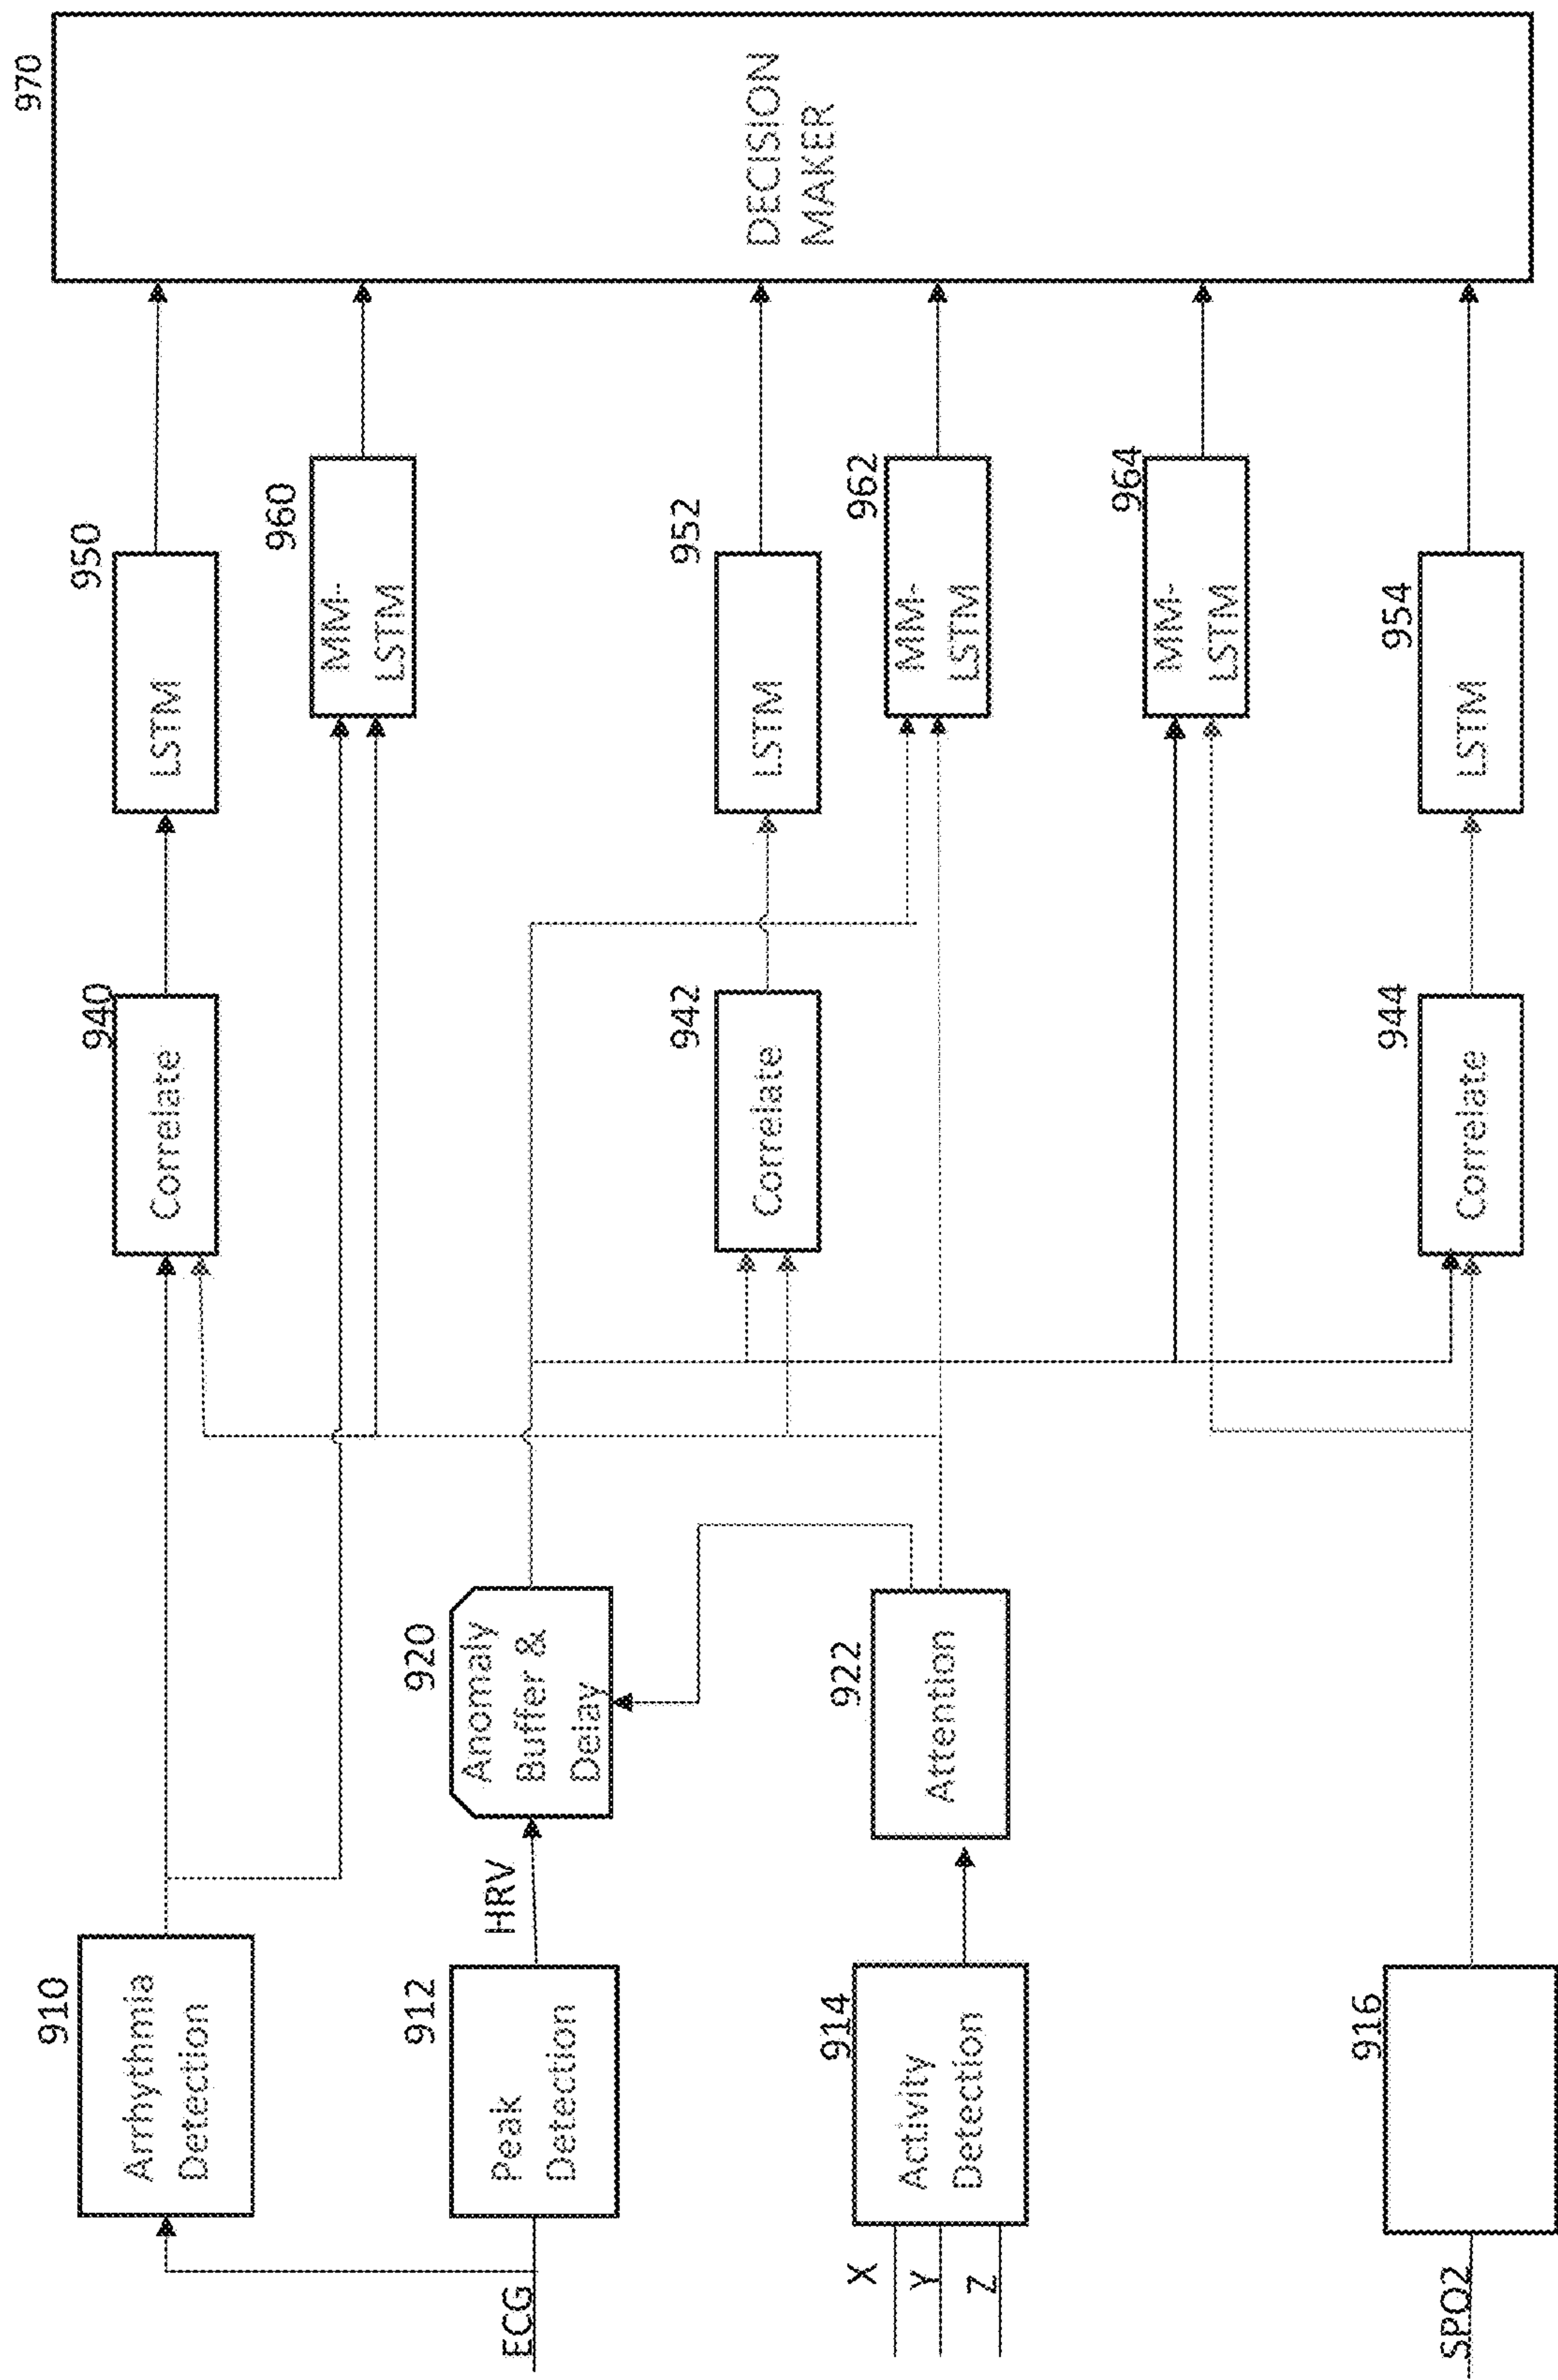 ECG
X
Y
Z
SPO2
910
Arrhythmia
Detection
912
Peak
Detection
HRV
914
Activity
Detection
916
920
Anomaly
Buffer &
Delay
922
Attention
940
Correlate
942
Correlate
944
Correlate
950
LSTM
960
MM-
LSTM
952
LSTM
962
MM-
LSTM
964
MM-
LSTM
954
LSTM
970
DECISION
MAKER